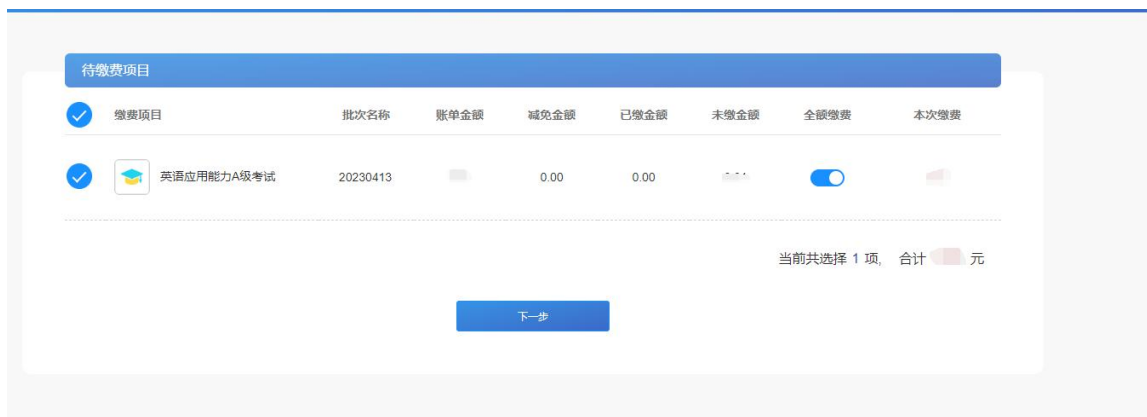 待缴费项目
缴费项目 批次名称 账单金额 减免金额 已缴金额 未缴金额 全额缴费 本次缴费
英语应用能力A级考试 20230413 0.00 0.00
当前共选择 1 项, 合计 元
下一步